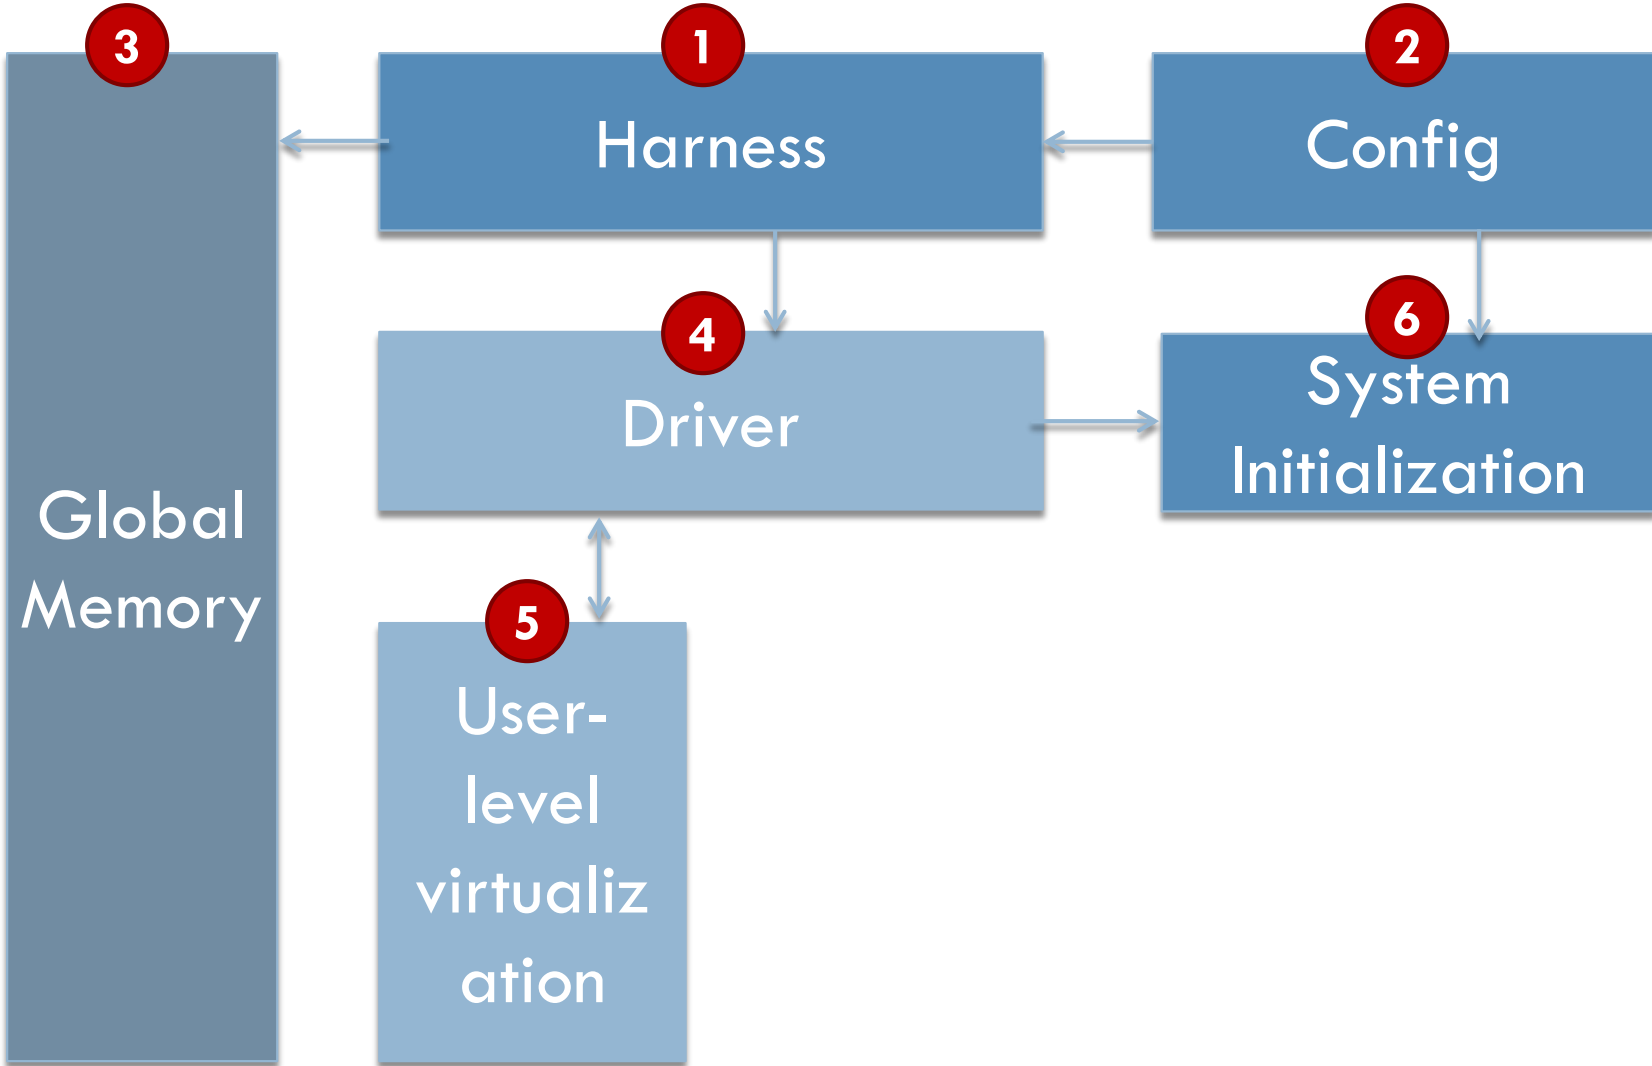 3
1
2
Harness
Config
4
6
Driver
System
Initialization
Global
Memory
5
User-
level
virtualiz
ation